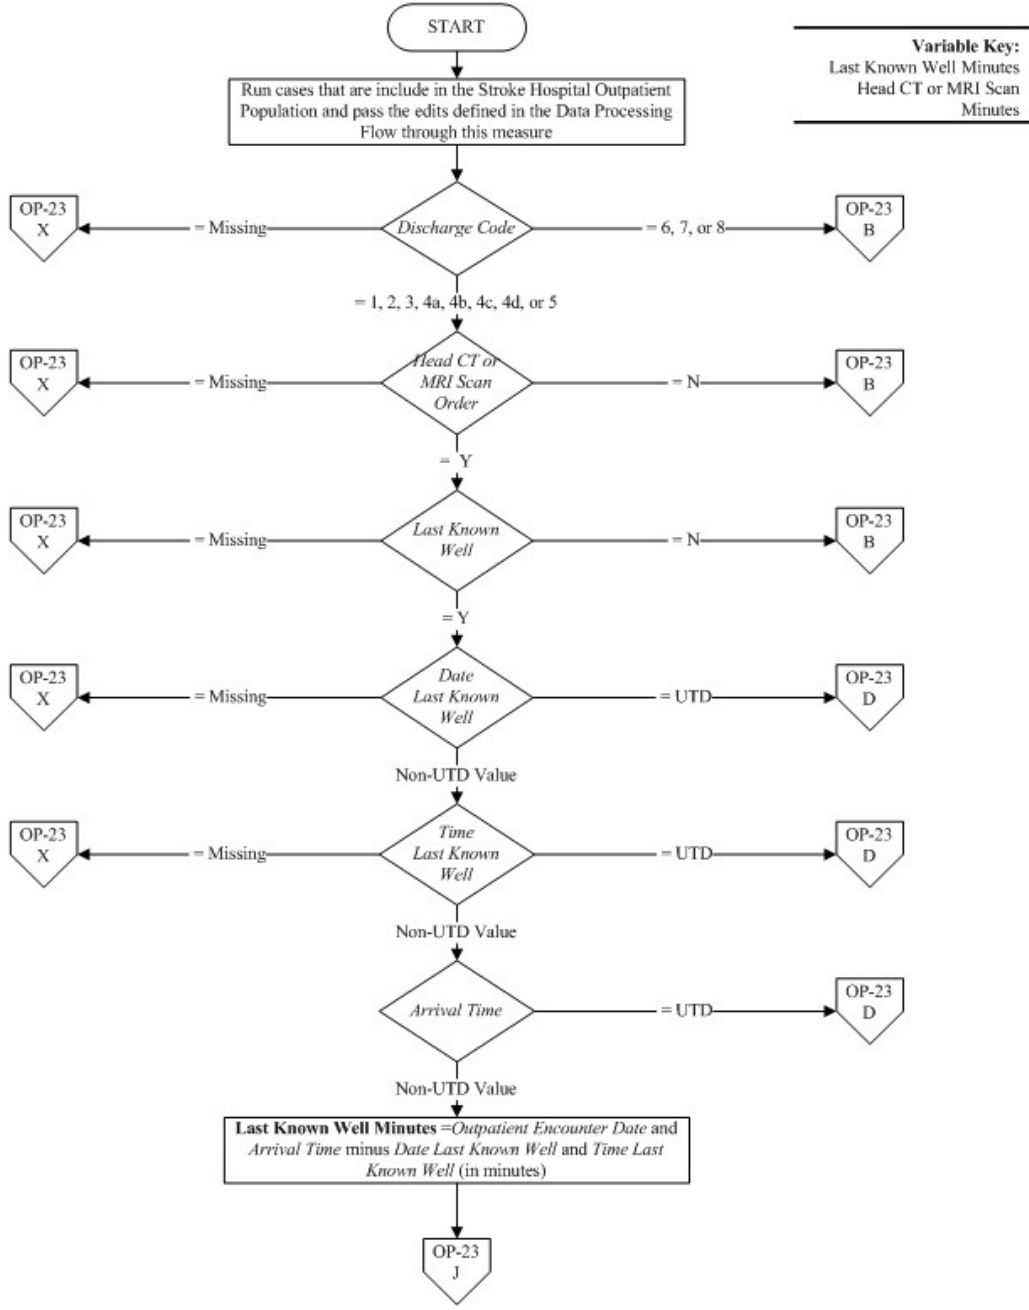 START
Variable Key:
Last Known Well Minutes
Head CT or MRI Scan
Minutes
Run cases that are include in the Stroke Hospital Outpatient
Population and pass the edits defined in the Data Processing
Flow through this measure
OP-23
X
= Missing
Discharge Code
= 6, 7, or 8
OP-23
B
= 1, 2, 3, 4a, 4b, 4c, 4d, or 5
OP-23
X
= Missing
Head CT or
MRI Scan
Order
= N
OP-23
B
= Y
OP-23
X
= Missing
Last Known
Well
= N
OP-23
B
= Y
OP-23
X
= Missing
Date
Last Known
Well
= UTD
OP-23
D
Non-UTD Value
OP-23
X
= Missing
Time
Last Known
Well
= UTD
OP-23
D
Non-UTD Value
Arrival Time
= UTD
OP-23
D
Non-UTD Value
Last Known Well Minutes =Outpatient Encounter Date and
Arrival Time minus Date Last Known Well and Time Last
Known Well (in minutes)
OP-23
J